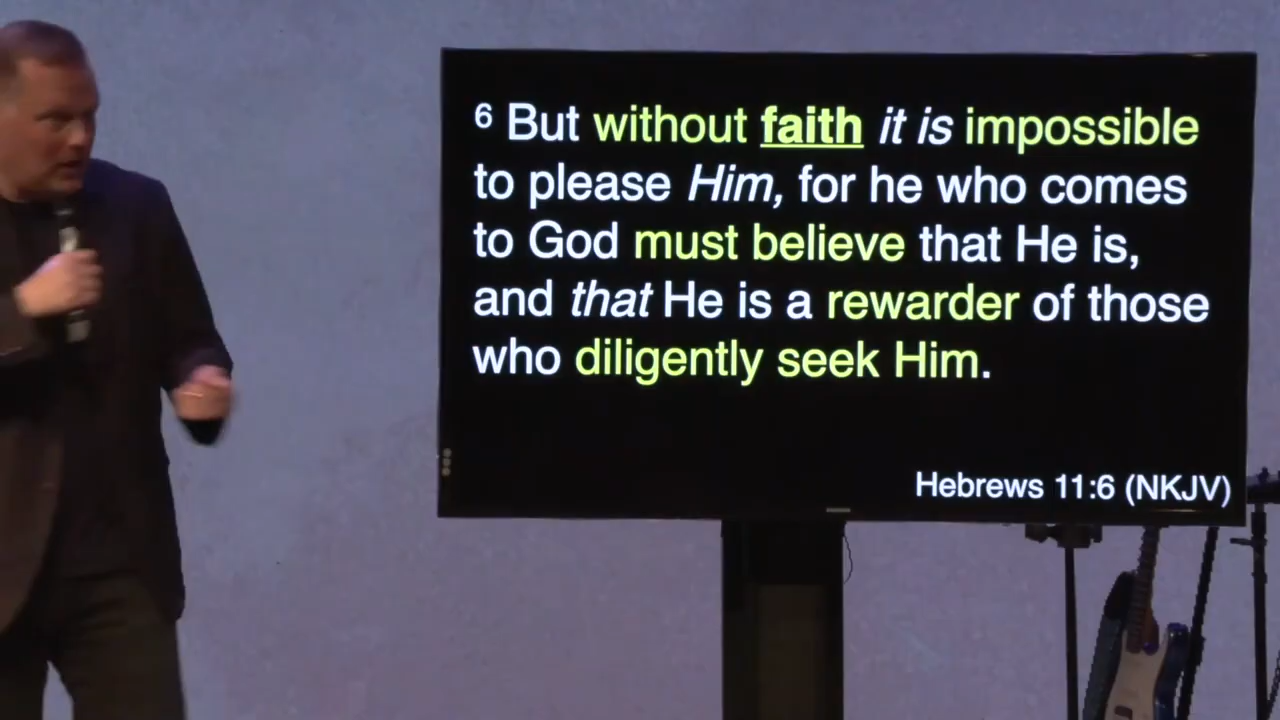 6 But without faith it is impossible
to please Him, for he who comes
to God must believe that He is,
and that He is a rewarder of those
who diligently seek Him.
Hebrews 11:6 (NKJV)